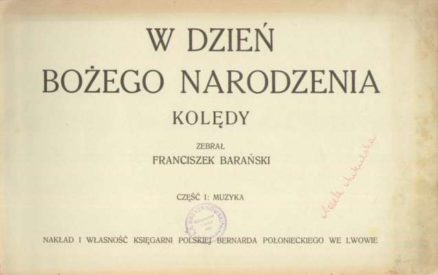 W DZIEŃ
BOŻEGO NARODZENIA
KOLĘDY
ZEBRAŁ
FRANCISZEK BARAŃSKI
CZĘŚĆ I: MUZYKA
NAKŁAD I WŁASNOŚĆ KSIĘGARNI POLSKIEJ BERNARDA POŁONIECKIEGO WE LWOWIE